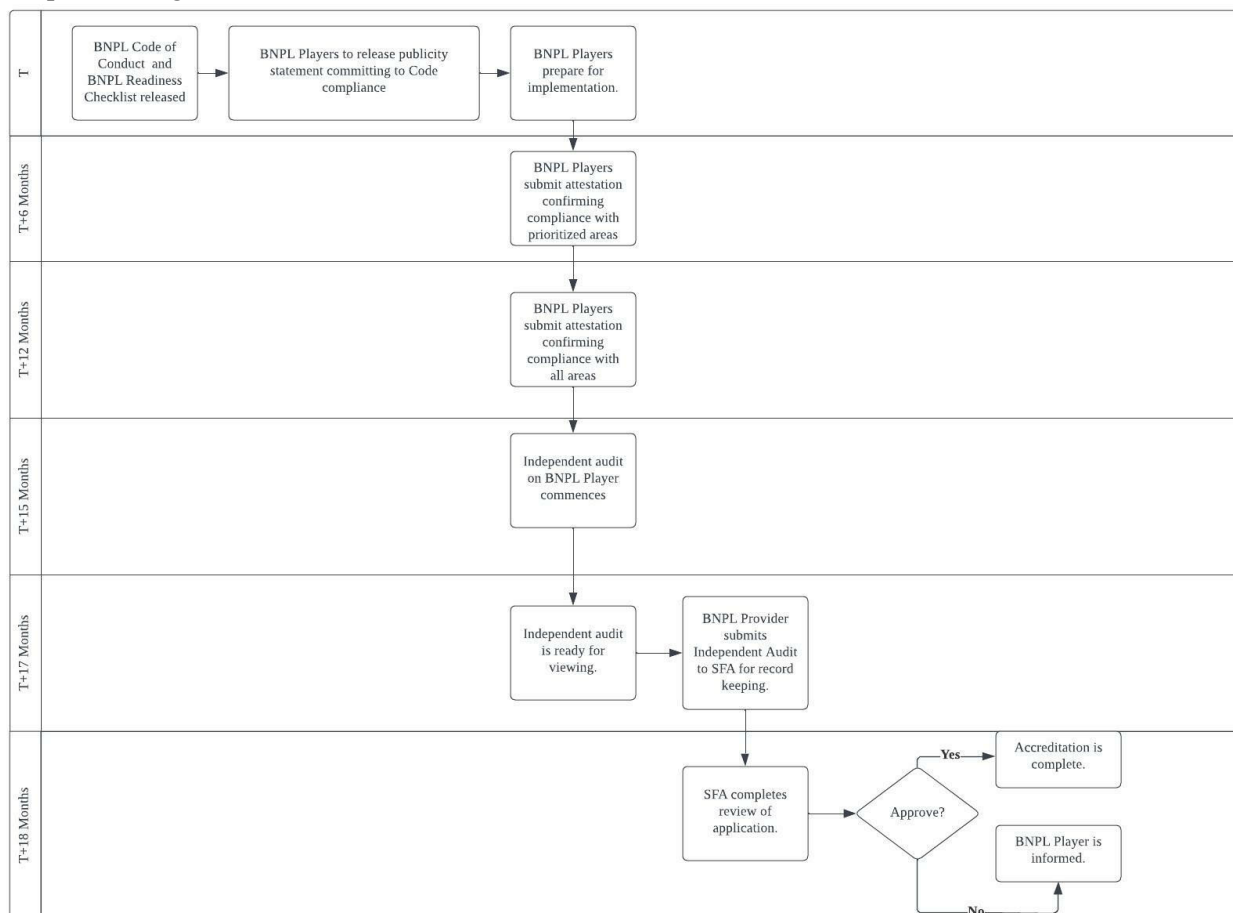 T
BNPL Code of
Conduct and
BNPL Readiness
Checklist released
BNPL Players to release publicity
statement committing to Code
compliance
BNPL Players
prepare for
implementation.
T+6 Months
BNPL Players
submit attestation
confirming
compliance with
prioritized areas
T+12 Months
BNPL Players
submit attestation
confirming
compliance with
all areas
T+15 Months
Independent audit
on BNPL Player
commences
T+17 Months
Independent audit
is ready for
viewing.
BNPL Provider
submits
Independent Audit
to SFA for record
keeping.
T+18 Months
SFA completes
review of
application.
Approve?
Yes
Accreditation is
complete.
No
BNPL Player is
informed.